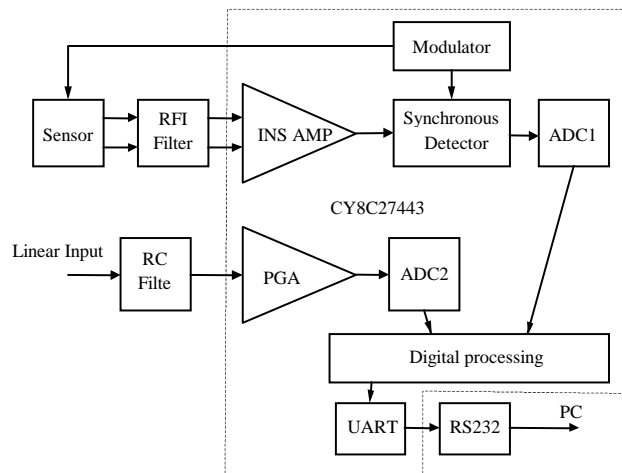 Modulator
Sensor
RFI
Filter
INS AMP
Synchronous
Detector
ADC1
CY8C27443
Linear Input
RC
Filte
PGA
ADC2
Digital processing
UART
RS232
PC